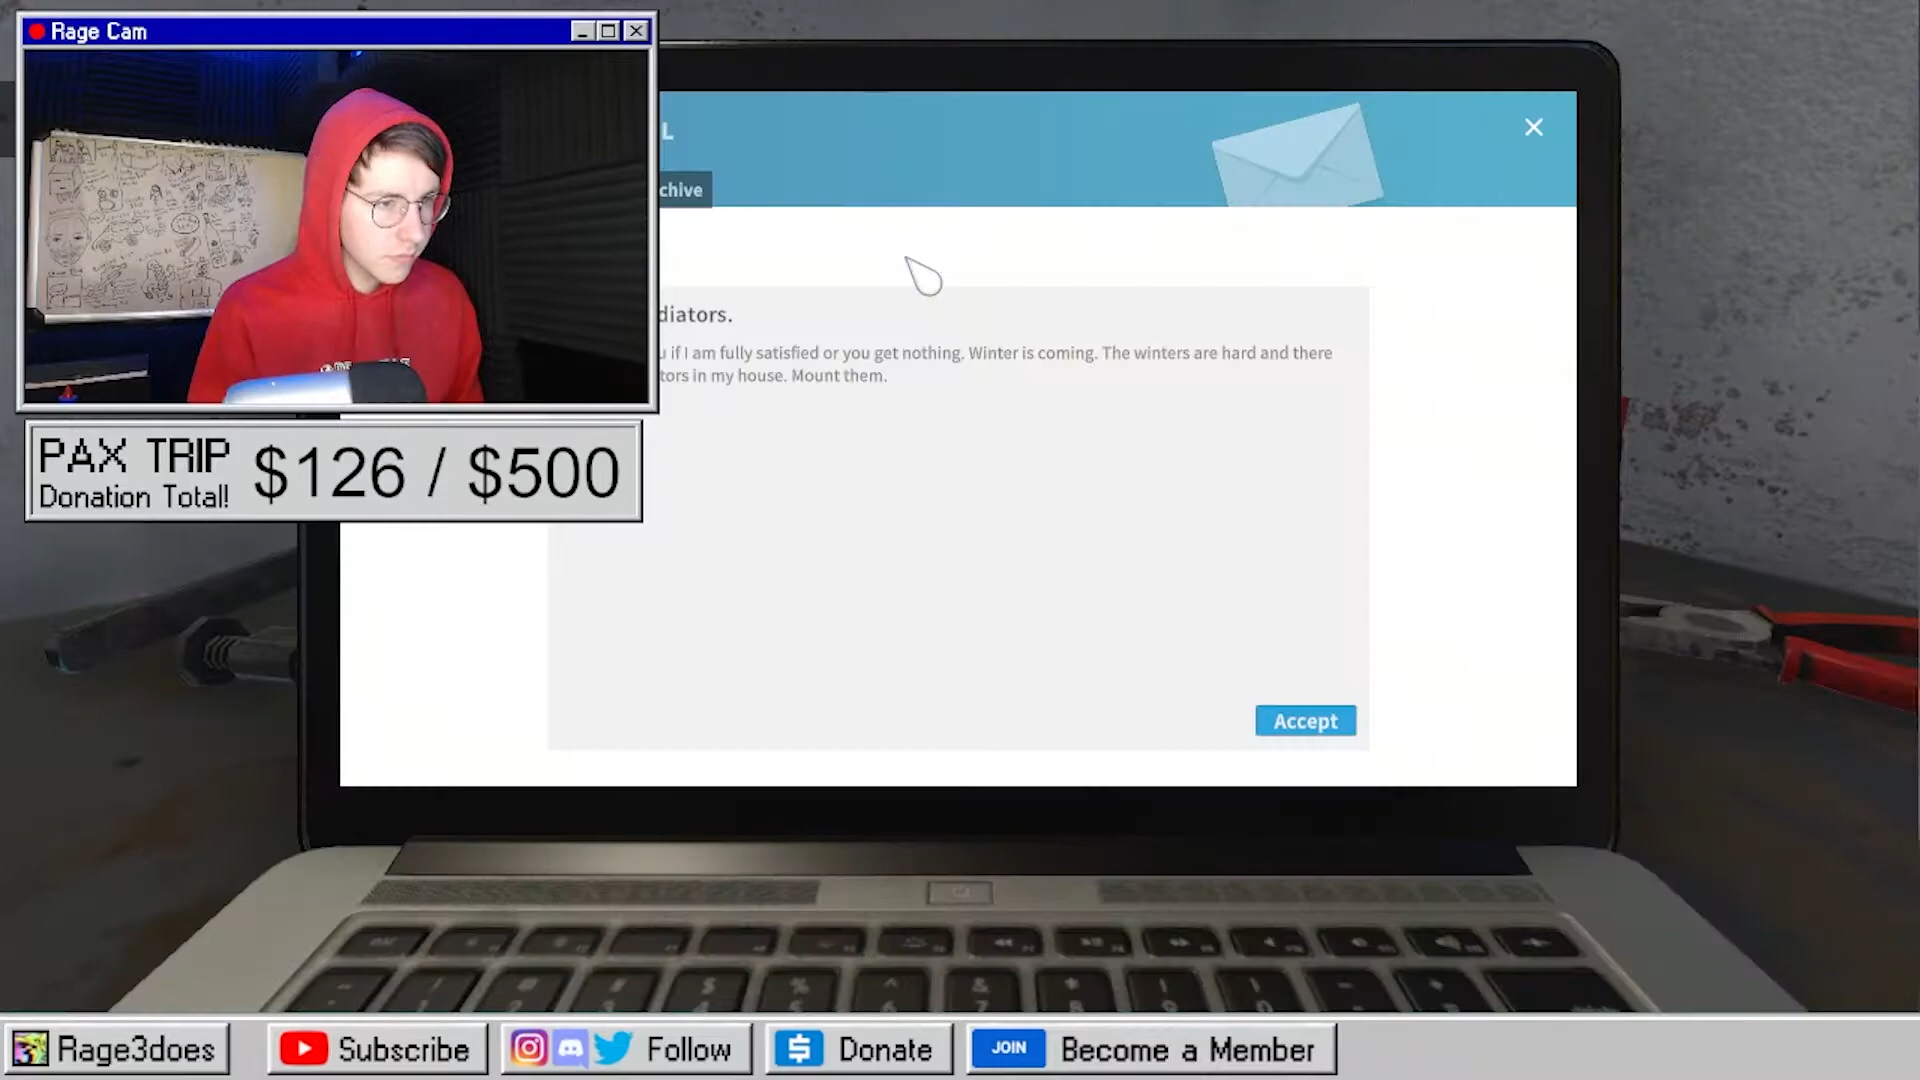 Rage Cam
L
chive
diators.
u if I am fully satisfied or you get nothing. Winter is coming. The winters are hard and there
tors in my house. Mount them.
PAX TRIP
Donation Total!
$126 / $500
Accept
Rage3does
Subscribe
Follow
Donate
JOIN
Become a Member